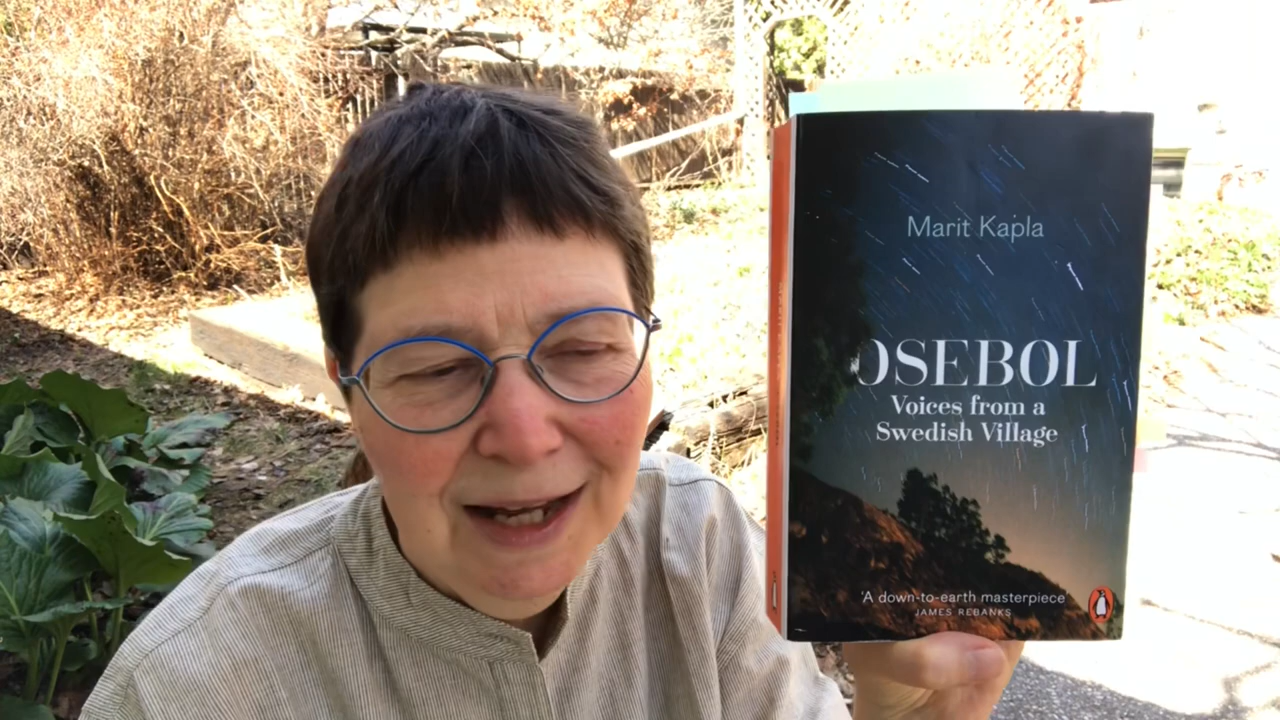 Marit Kapla
OSEBOL
Voices from a
Swedish Village
'A down-to-earth masterpiece'
JAMES REBANKS